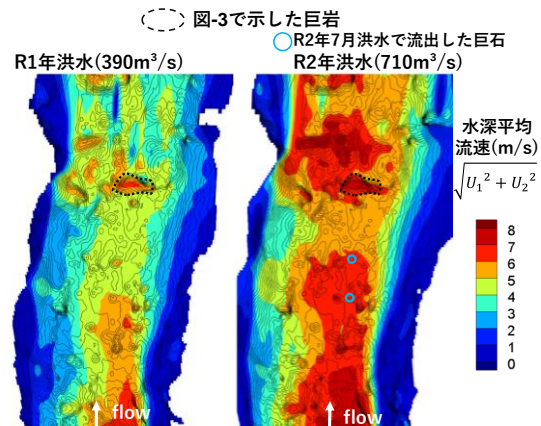 図-3で示した巨岩
R2年7月洪水で流出した巨石
R1年洪水(390m³/s)
R2年洪水(710m³/s)
水深平均
流速(m/s)
√U₁² + U₂²
8
7
6
5
4
3
2
1
0
flow
flow